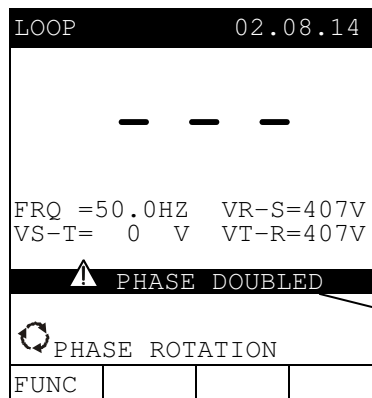 LOOP 02.08.14
– – –
FRQ =50.0HZ VR-S=407V
VS-T= 0 V VT-R=407V
PHASE DOUBLED
PHASE ROTATION
FUNC